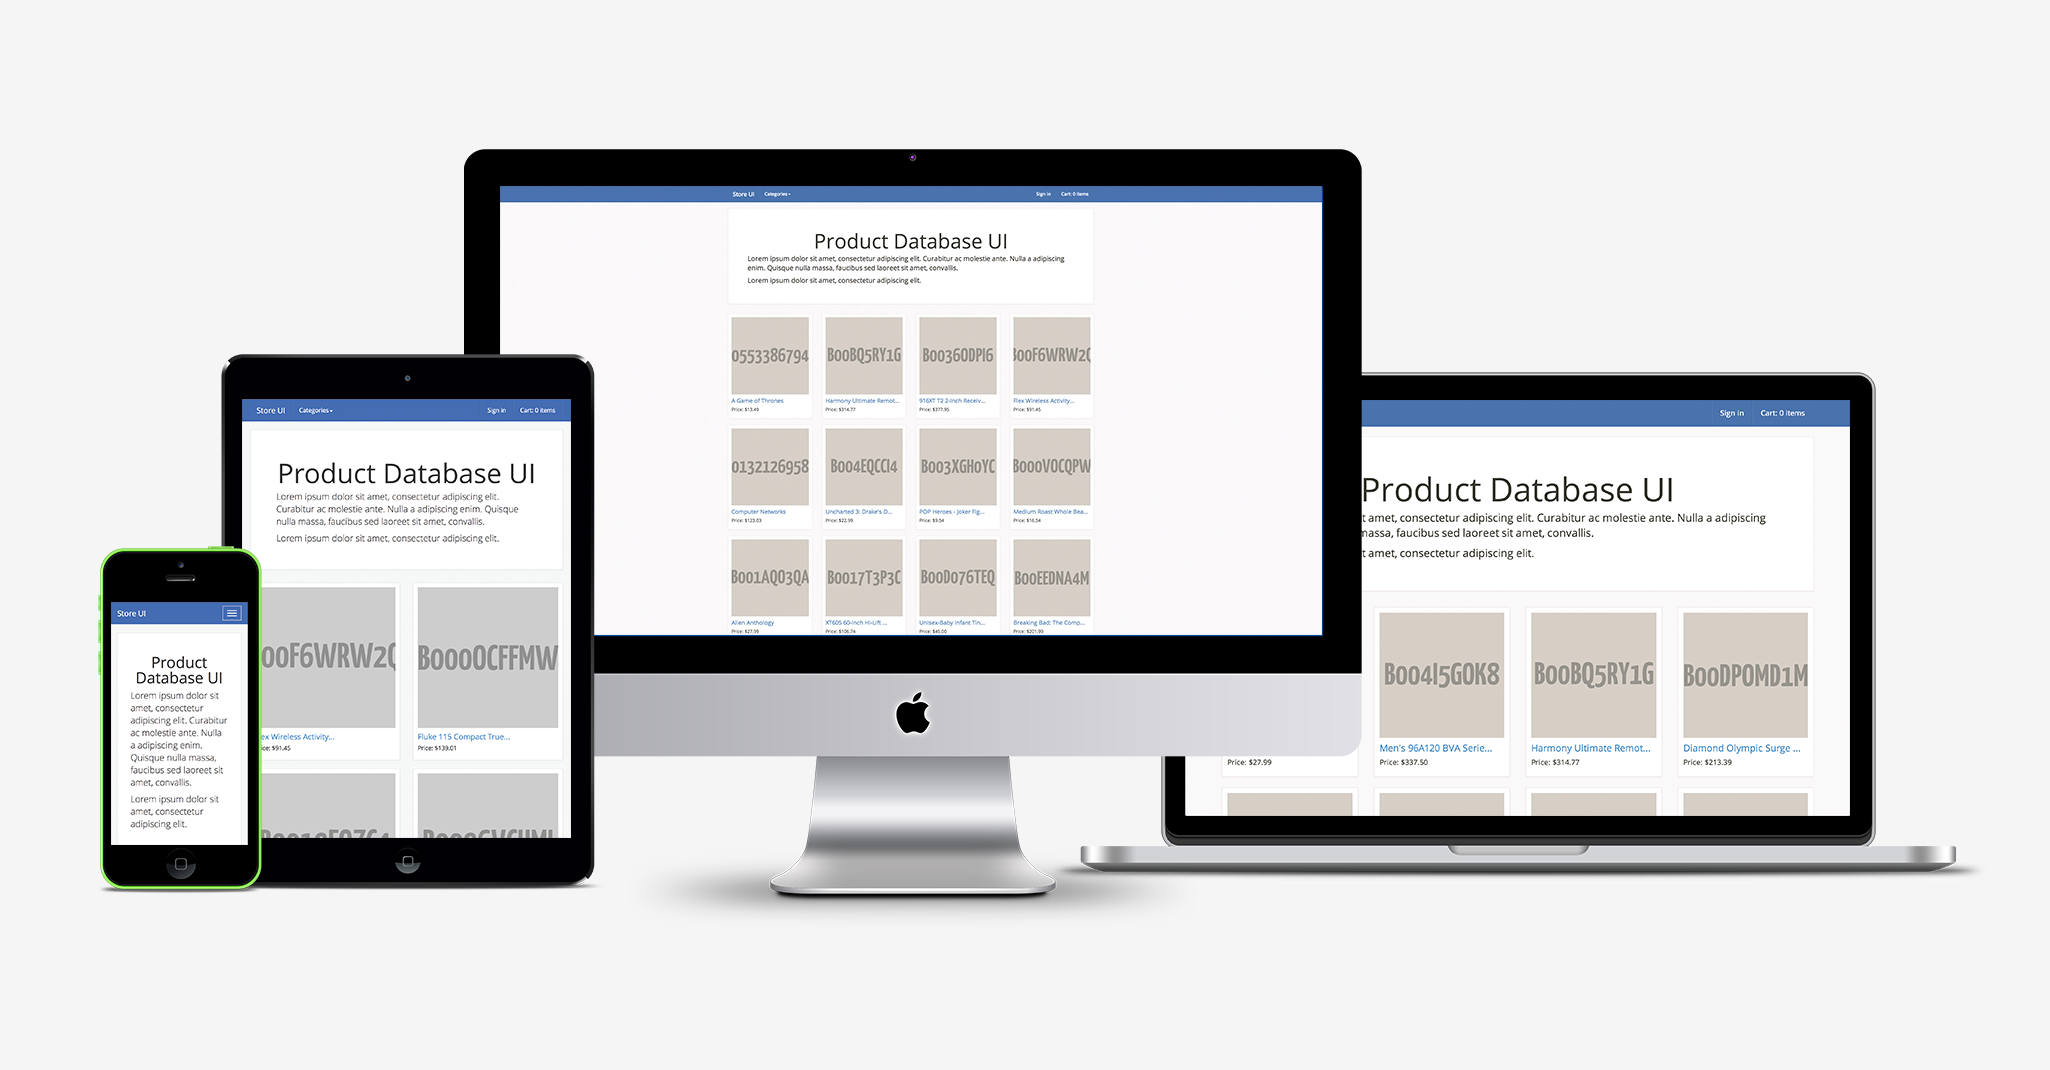 Store UI Categories Sign in Cart: 0 items
Product Database UI
Lorem ipsum dolor sit amet, consectetur adipiscing elit. Curabitur ac molestie ante. Nulla a adipiscing
enim. Quisque nulla massa, faucibus sed laoreet sit amet, convallis.
Lorem ipsum dolor sit amet, consectetur adipiscing elit.
0553386794 B00BQ5RY1G B0036ODPI6 B00F6WRW2Q
A Game of Thrones Harmony Ultimate Remot... 916XT T2 2-Inch Receiv... Flex Wireless Activity...
Price: $13.49 Price: $314.77 Price: $377.95 Price: $91.45
0132126958 B004EQCCI4 B003XGH0YC B000VOCQPW
Computer Networks Uncharted 3: Drake's D... POP Heroes - Joker Fig... Medium Roast Whole Bea...
Price: $123.03 Price: $22.99 Price: $9.54 Price: $16.54
B001AQO3QA B0017T3P3C B00D076TEQ B00EEDNA4M
Alien Anthology XT605 60-Inch Hi-Lift ... Unisex-Baby Infant Tin... Breaking Bad: The Comp...
Price: $27.99 Price: $106.74 Price: $45.00 Price: $201.99
Store UI Categories Sign in Cart: 0 items
Product Database UI
Lorem ipsum dolor sit amet, consectetur adipiscing elit.
Curabitur ac molestie ante. Nulla a adipiscing enim. Quisque
nulla massa, faucibus sed laoreet sit amet, convallis.
Lorem ipsum dolor sit amet, consectetur adipiscing elit.
00F6WRW2Q B000OCFFMW
ex Wireless Activity... Fluke 115 Compact True...
ice: $91.45 Price: $139.01
Store UI
Product
Database UI
Lorem ipsum dolor sit
amet, consectetur
adipiscing elit. Curabitur
ac molestie ante. Nulla
a adipiscing enim.
Quisque nulla massa,
faucibus sed laoreet sit
amet, convallis.
Lorem ipsum dolor sit
amet, consectetur
adipiscing elit.
Sign in Cart: 0 items
Product Database UI
t amet, consectetur adipiscing elit. Curabitur ac molestie ante. Nulla a adipiscing
massa, faucibus sed laoreet sit amet, convallis.
t amet, consectetur adipiscing elit.
B004I5GOK8 B00BQ5RY1G B00DPOMD1M
Men's 96A120 BVA Serie... Harmony Ultimate Remot... Diamond Olympic Surge ...
Price: $27.99 Price: $337.50 Price: $314.77 Price: $213.39